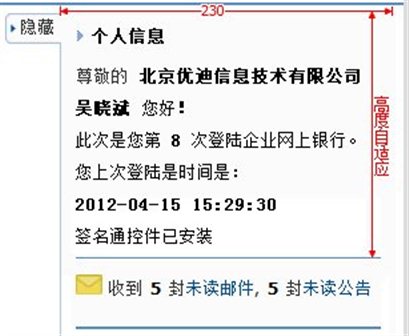 230
隐藏
个人信息
尊敬的 北京优迪信息技术有限公司
吴晓斌 您好！
此次是您第 8 次登陆企业网上银行。
您上次登陆是时间是：
2012-04-15 15:29:30
签名通控件已安装
收到 5 封未读邮件, 5 封未读公告
高度自适应